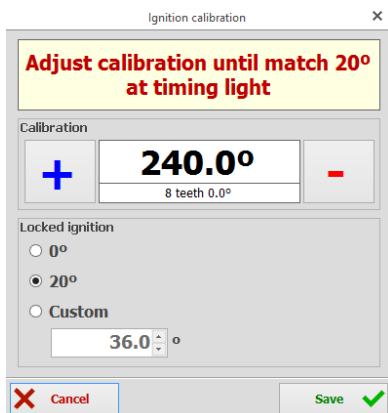 Ignition calibration
Adjust calibration until match 20º
at timing light
Calibration
+ 240.0º -
8 teeth 0.0º
Locked ignition
0º
20º
Custom
36.0 º
Cancel Save